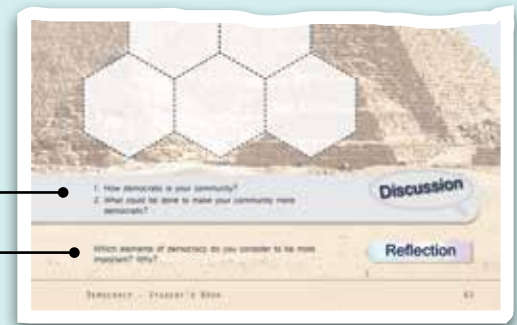 1. How democratic is your community?
2. What could be done to make your community more
democratic?
Discussion
Which elements of democracy do you consider to be most
important? Why?
Reflection
Democracy - Student's Book